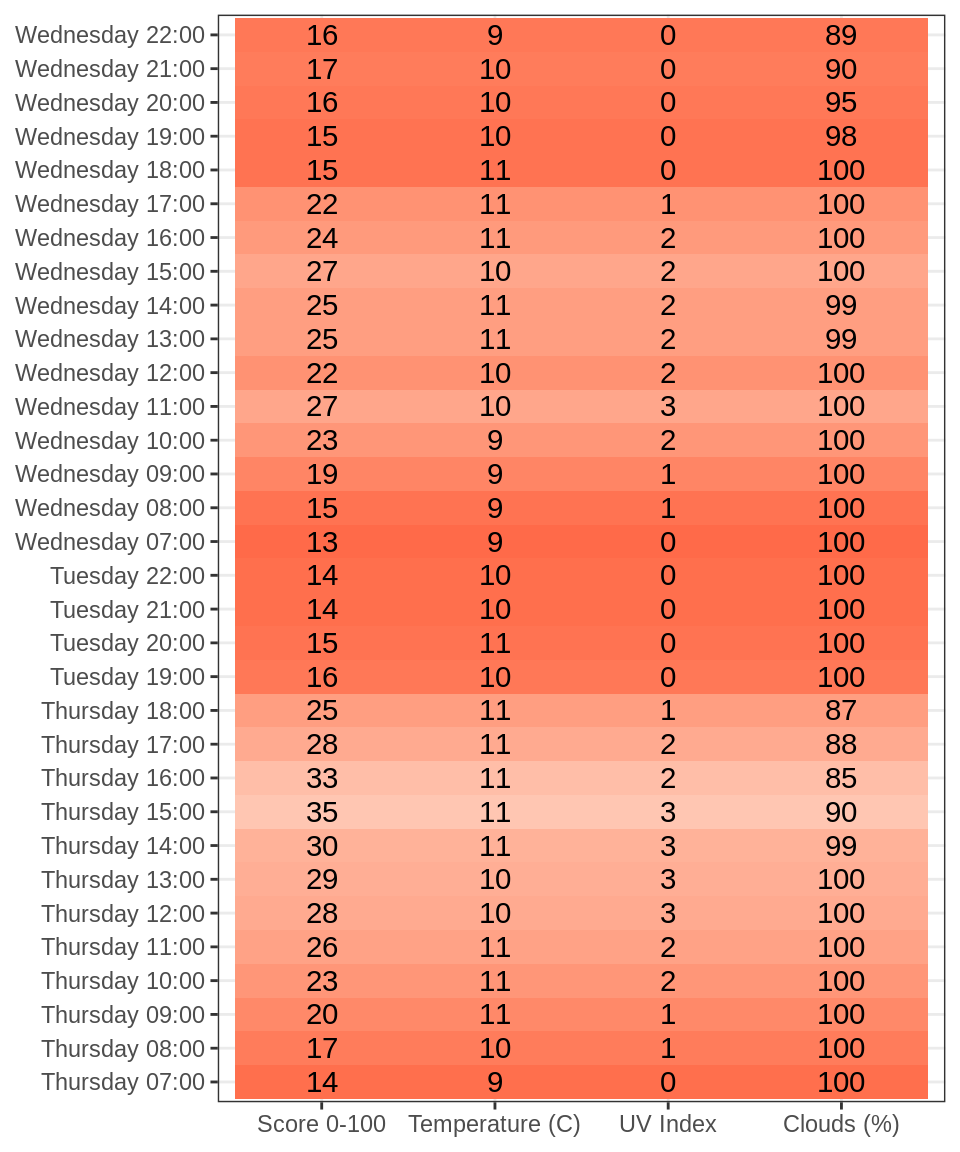 Wednesday 22:00 16 9 0 89
Wednesday 21:00 17 10 0 90
Wednesday 20:00 16 10 0 95
Wednesday 19:00 15 10 0 98
Wednesday 18:00 15 11 0 100
Wednesday 17:00 22 11 1 100
Wednesday 16:00 24 11 2 100
Wednesday 15:00 27 10 2 100
Wednesday 14:00 25 11 2 99
Wednesday 13:00 25 11 2 99
Wednesday 12:00 22 10 2 100
Wednesday 11:00 27 10 3 100
Wednesday 10:00 23 9 2 100
Wednesday 09:00 19 9 1 100
Wednesday 08:00 15 9 1 100
Wednesday 07:00 13 9 0 100
Tuesday 22:00 14 10 0 100
Tuesday 21:00 14 10 0 100
Tuesday 20:00 15 11 0 100
Tuesday 19:00 16 10 0 100
Thursday 18:00 25 11 1 87
Thursday 17:00 28 11 2 88
Thursday 16:00 33 11 2 85
Thursday 15:00 35 11 3 90
Thursday 14:00 30 11 3 99
Thursday 13:00 29 10 3 100
Thursday 12:00 28 10 3 100
Thursday 11:00 26 11 2 100
Thursday 10:00 23 11 2 100
Thursday 09:00 20 11 1 100
Thursday 08:00 17 10 1 100
Thursday 07:00 14 9 0 100
Score 0-100 Temperature (C) UV Index Clouds (%)